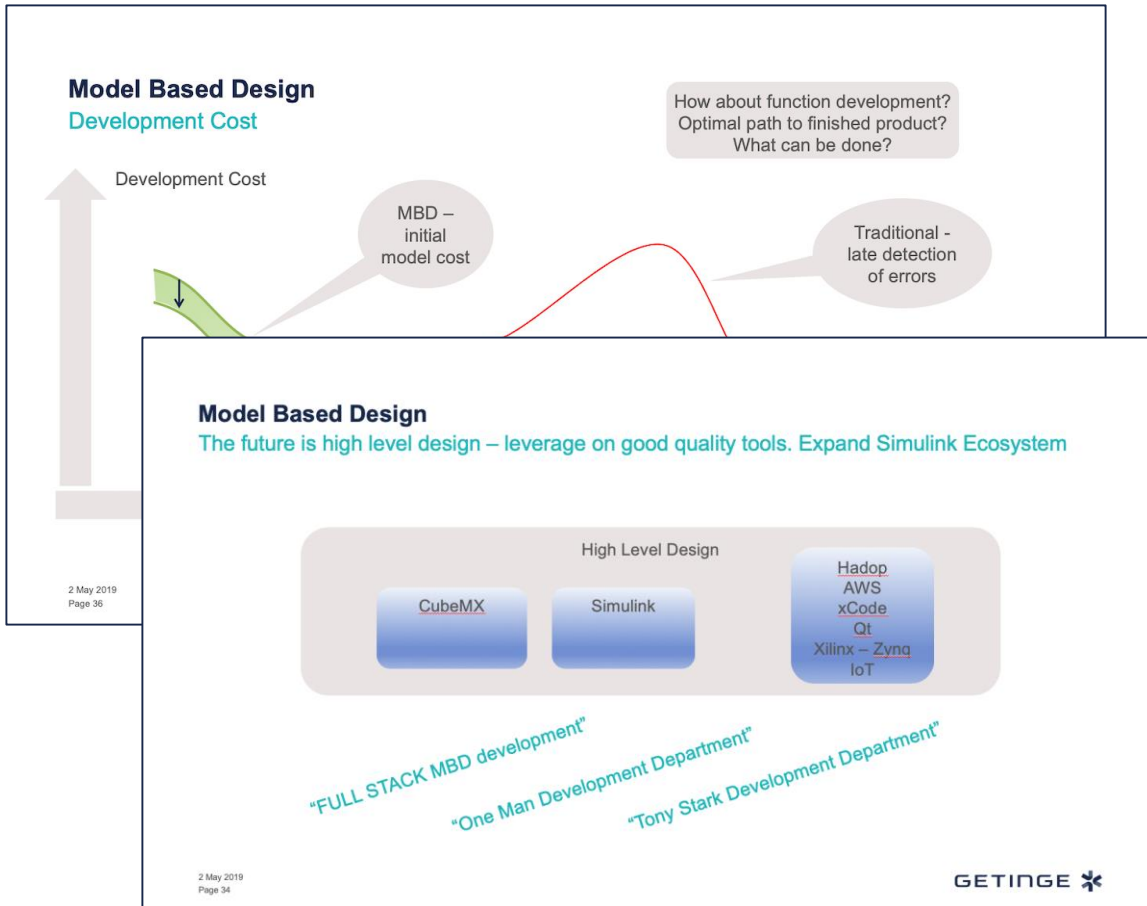 Model Based Design
Development Cost
How about function development?
Optimal path to finished product?
What can be done?
Development Cost
MBD –
initial
model cost
Traditional -
late detection
of errors
2 May 2019
Page 36
Model Based Design
The future is high level design – leverage on good quality tools. Expand Simulink Ecosystem
High Level Design
CubeMX
Simulink
Hadop
AWS
xCode
Qt
Xilinx – Zynq
IoT
“FULL STACK MBD development”
“One Man Development Department”
“Tony Stark Development Department”
2 May 2019
Page 34
GETINGE